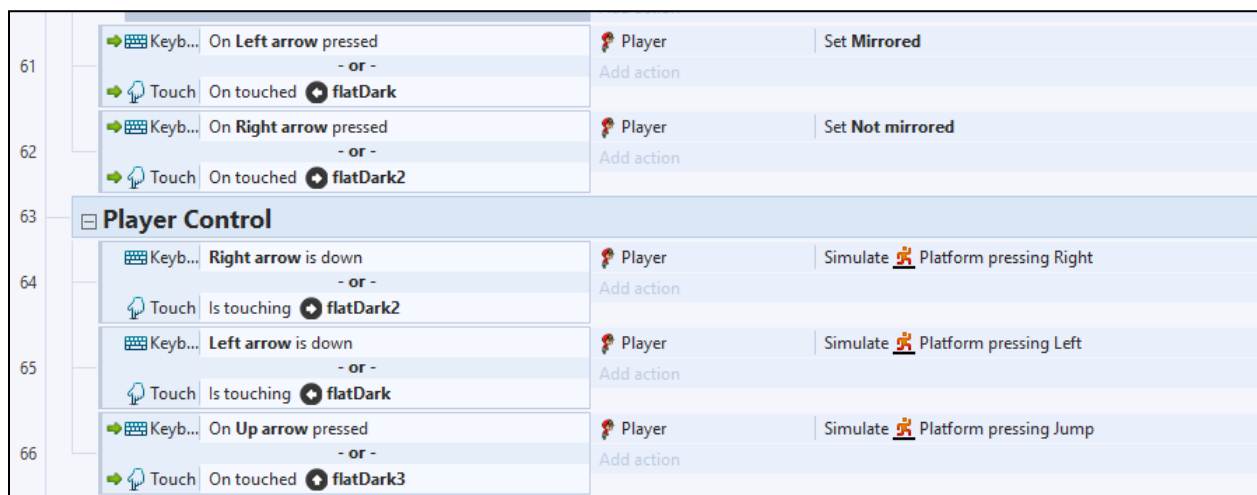 61
Keyb... On Left arrow pressed Player Set Mirrored
- or - Add action
Touch On touched flatDark
62
Keyb... On Right arrow pressed Player Set Not mirrored
- or - Add action
Touch On touched flatDark2
63 Player Control
64
Keyb... Right arrow is down Player Simulate Platform pressing Right
- or - Add action
Touch Is touching flatDark2
65
Keyb... Left arrow is down Player Simulate Platform pressing Left
- or - Add action
Touch Is touching flatDark
66
Keyb... On Up arrow pressed Player Simulate Platform pressing Jump
- or - Add action
Touch On touched flatDark3